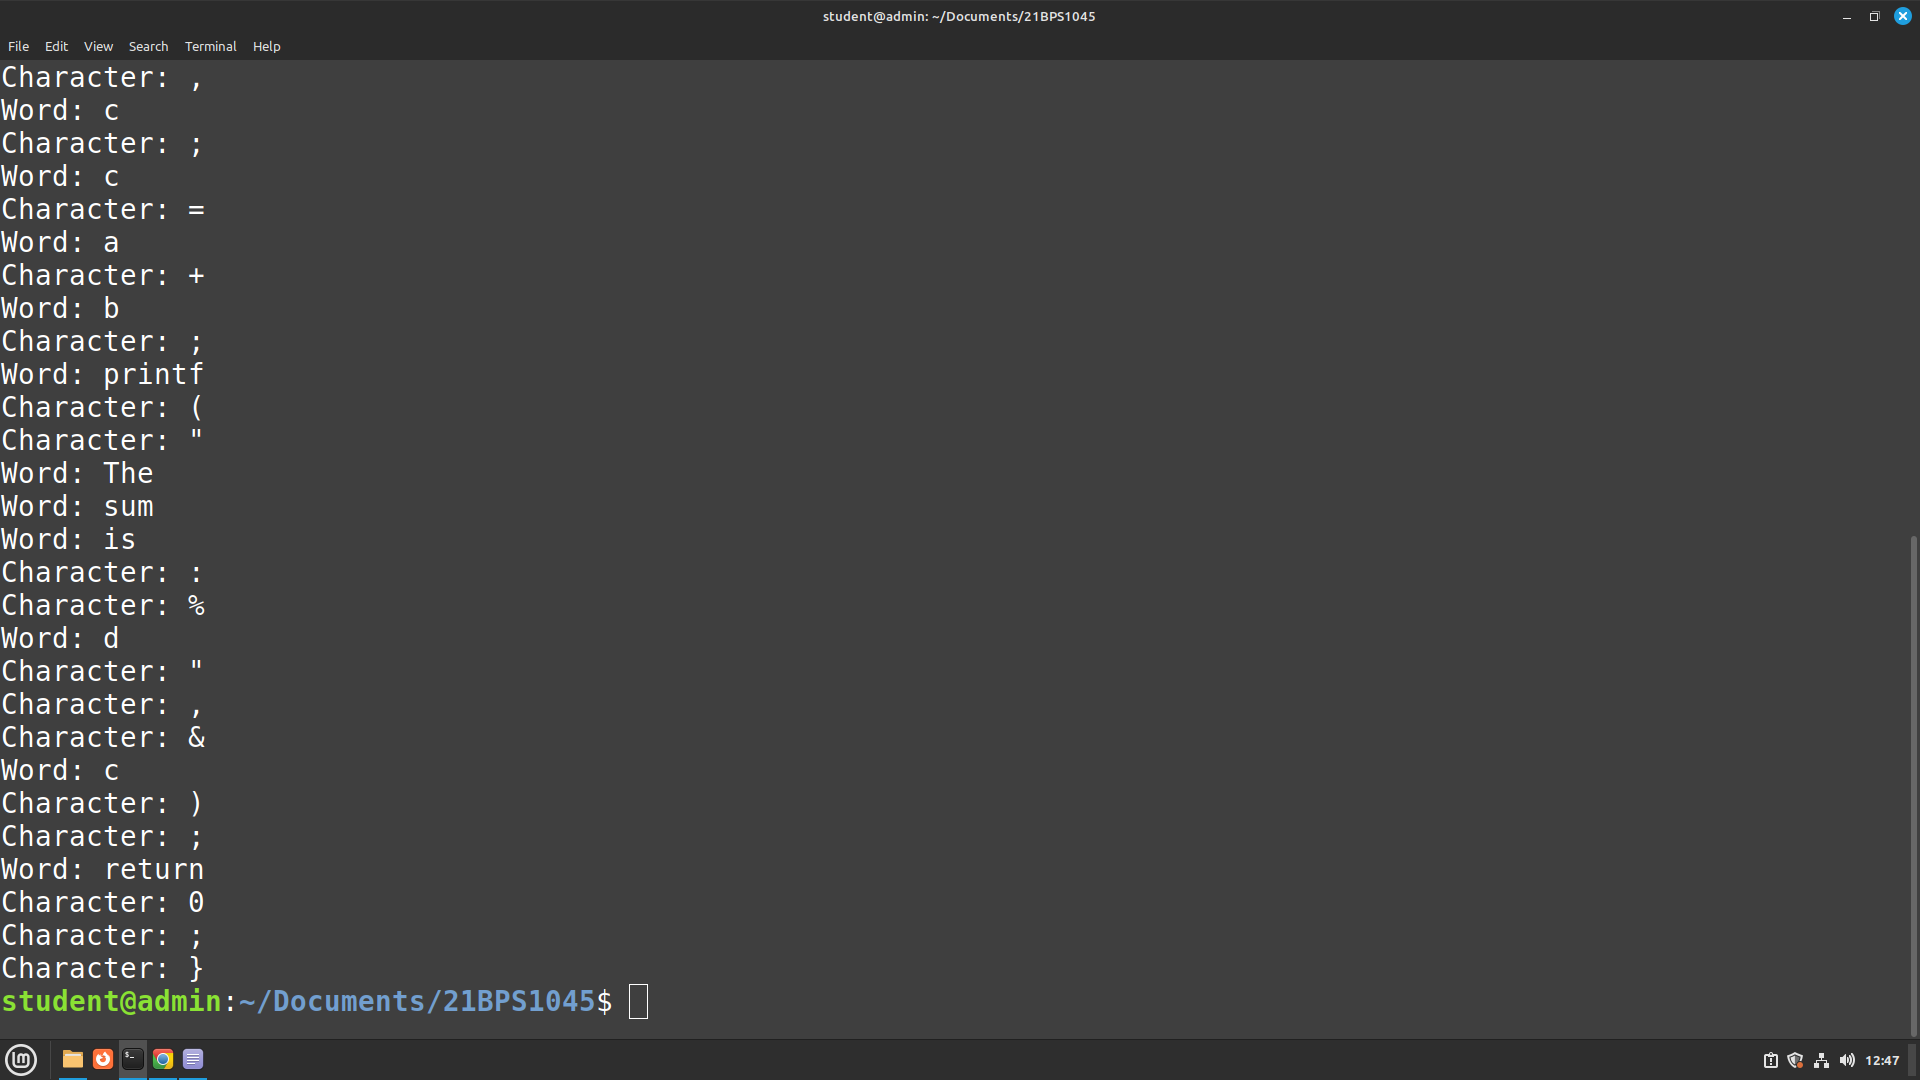 student@admin: ~/Documents/21BPS1045
File Edit View Search Terminal Help
Character: ,
Word: c
Character: ;
Word: c
Character: =
Word: a
Character: +
Word: b
Character: ;
Word: printf
Character: (
Character: "
Word: The
Word: sum
Word: is
Character: :
Character: %
Word: d
Character: "
Character: ,
Character: &
Word: c
Character: )
Character: ;
Word: return
Character: 0
Character: ;
Character: }
student@admin:~/Documents/21BPS1045$
12:47